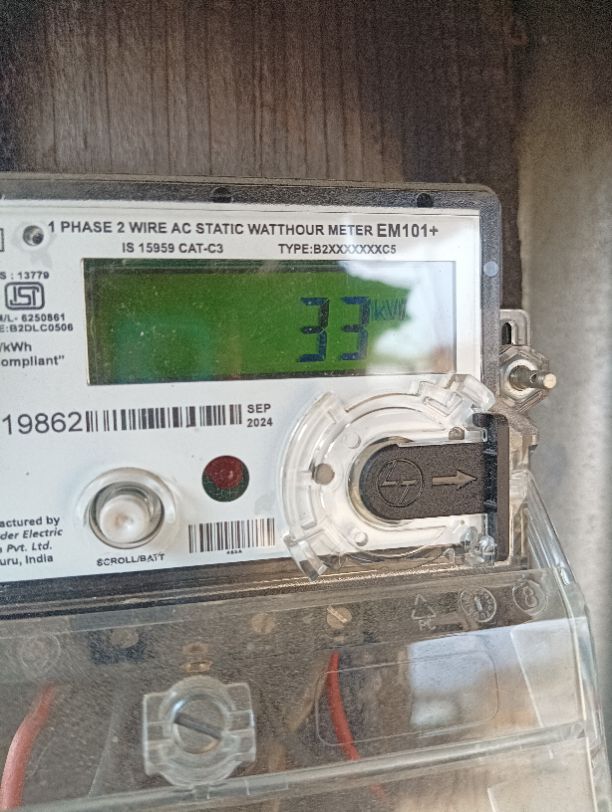 1 PHASE 2 WIRE AC STATIC WATTHOUR METER EM101+
IS 15959 CAT-C3 TYPE:B2XXXXXXXC5
S : 13779
/L- 6250861
E:B2DLC0506
/kWh
ompliant"
33
19862
SEP
2024
actured by
der Electric
Pvt. Ltd.
uru, India
SCROLL/BATT
PC